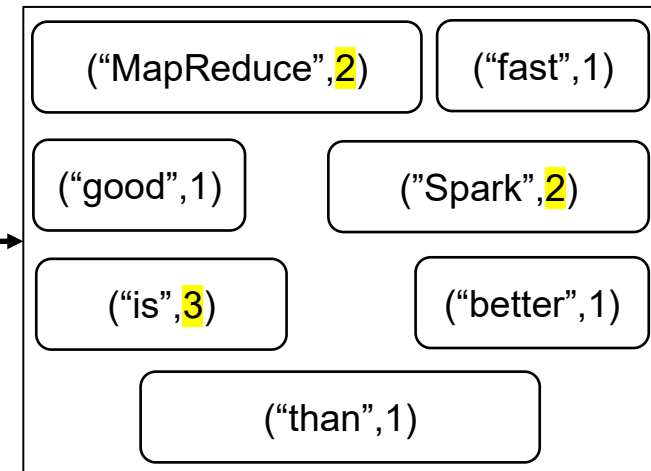 (“MapReduce”,2)
(“fast”,1)
(“good”,1)
(”Spark”,2)
(“is”,3)
(“better”,1)
(“than”,1)